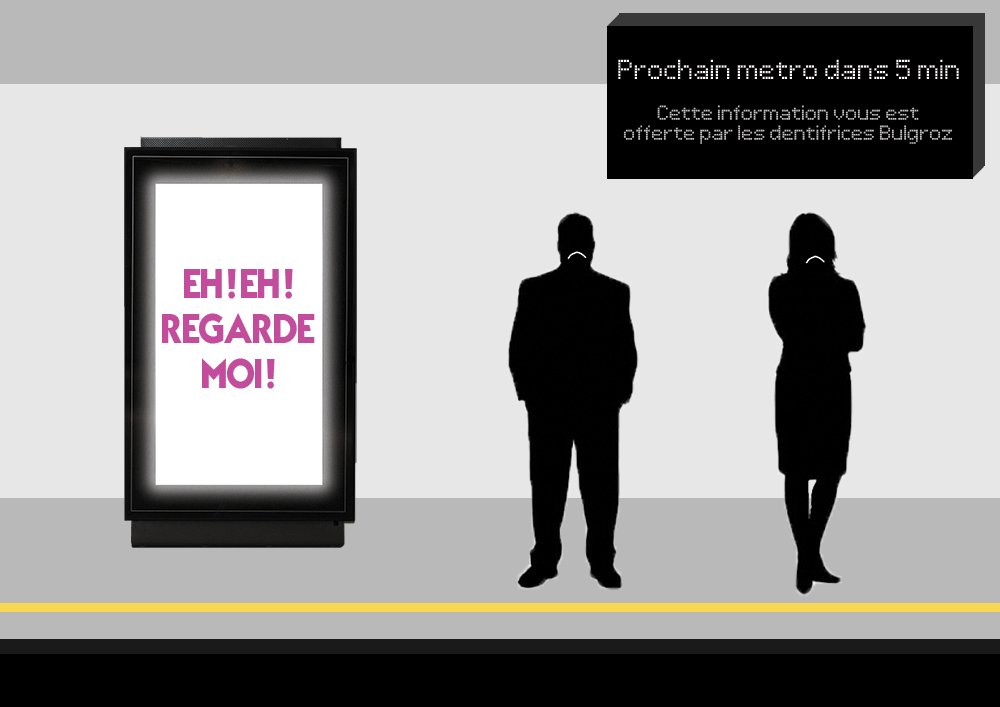 Prochain metro dans 5 min
Cette information vous est
offerte par les dentifrices Bulgroz
EH!EH!
REGARDE
MOI!